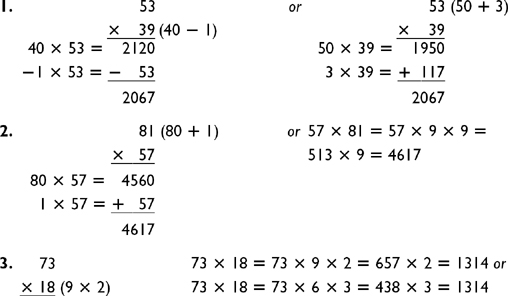 1. 53 or 53 (50 + 3)
× 39 (40 − 1) × 39
40 × 53 = 2120 50 × 39 = 1950
−1 × 53 = − 53 3 × 39 = + 117
2067 2067
2. 81 (80 + 1) or 57 × 81 = 57 × 9 × 9 =
× 57 513 × 9 = 4617
80 × 57 = 4560
1 × 57 = + 57
4617
3. 73 73 × 18 = 73 × 9 × 2 = 657 × 2 = 1314 or
× 18 (9 × 2) 73 × 18 = 73 × 6 × 3 = 438 × 3 = 1314